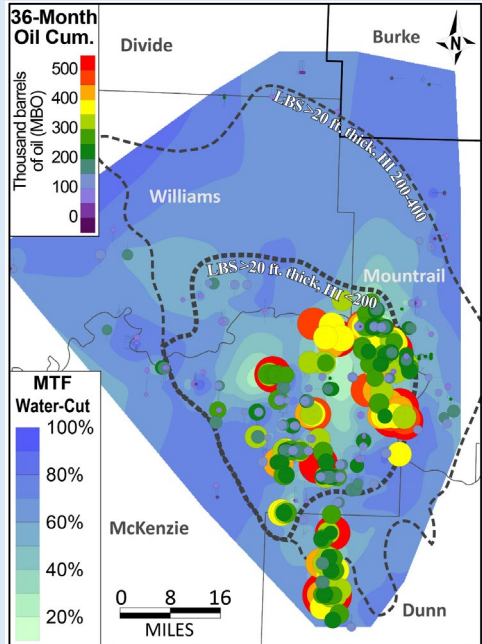 36-Month
Oil Cum.
Thousand barrels
of oil (MBO)
500
400
300
200
100
0
Divide
Burke
N
LBS>20 ft. thick, HI 200-400
Williams
LBS>20 ft. thick, HI <200
Mountrail
MTF
Water-Cut
100%
80%
60%
40%
20%
McKenzie
0 8 16
MILES
Dunn